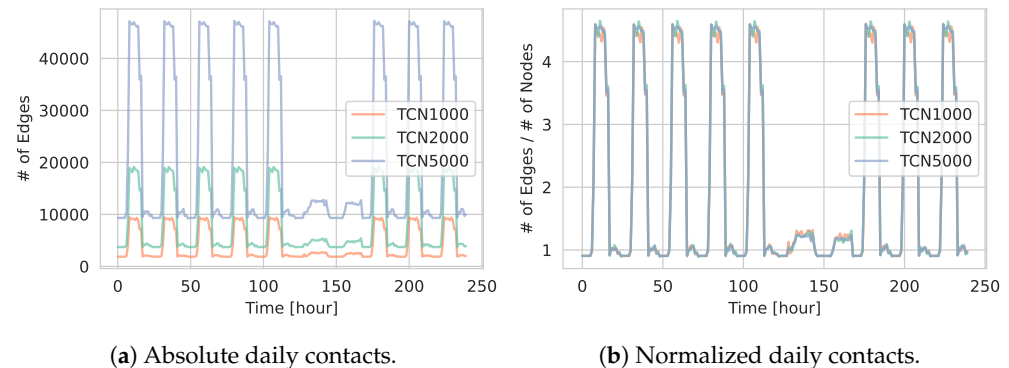 # of Edges
40000
30000
20000
10000
0
TCN1000
TCN2000
TCN5000
0 50 100 150 200 250
Time [hour]
(a) Absolute daily contacts.
# of Edges / # of Nodes
4
3
2
1
TCN1000
TCN2000
TCN5000
0 50 100 150 200 250
Time [hour]
(b) Normalized daily contacts.